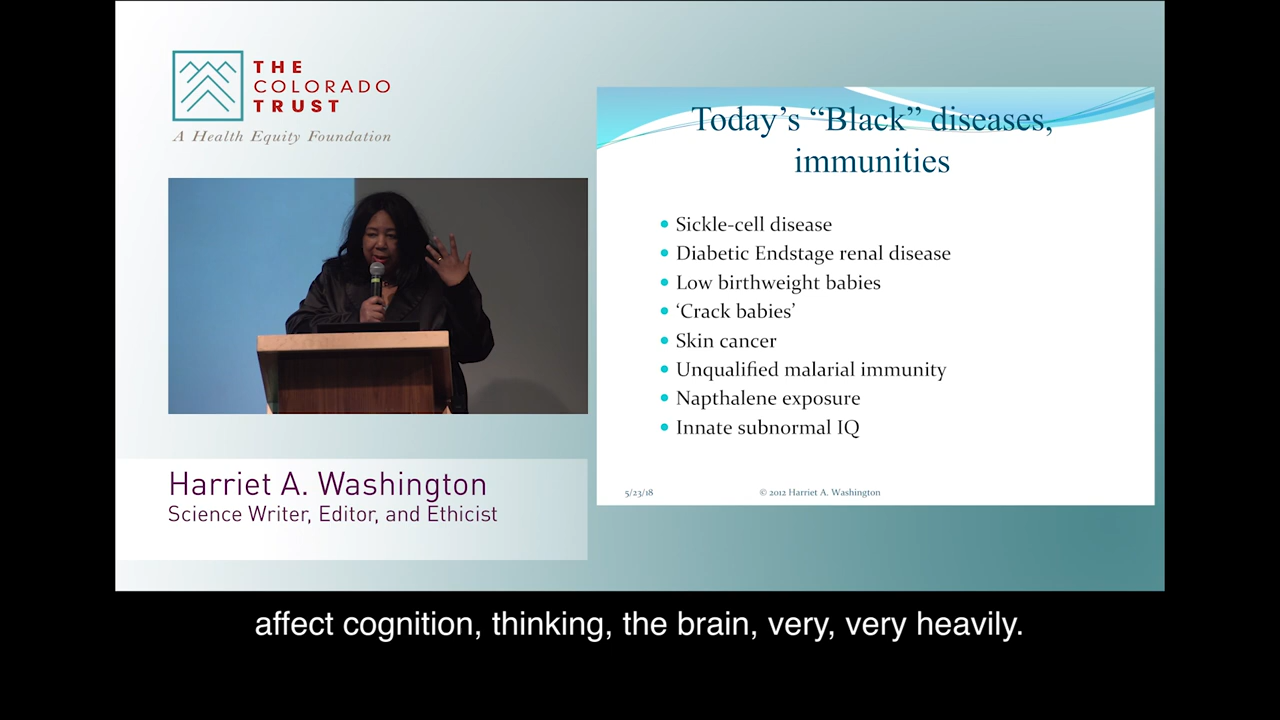 THE
COLORADO
TRUST
A Health Equity Foundation
Today's “Black” diseases,
immunities
Sickle-cell disease
Diabetic Endstage renal disease
Low birthweight babies
‘Crack babies’
Skin cancer
Unqualified malarial immunity
Napthalene exposure
Innate subnormal IQ
5/23/18
© 2012 Harriet A. Washington
Harriet A. Washington
Science Writer, Editor, and Ethicist
affect cognition, thinking, the brain, very, very heavily.